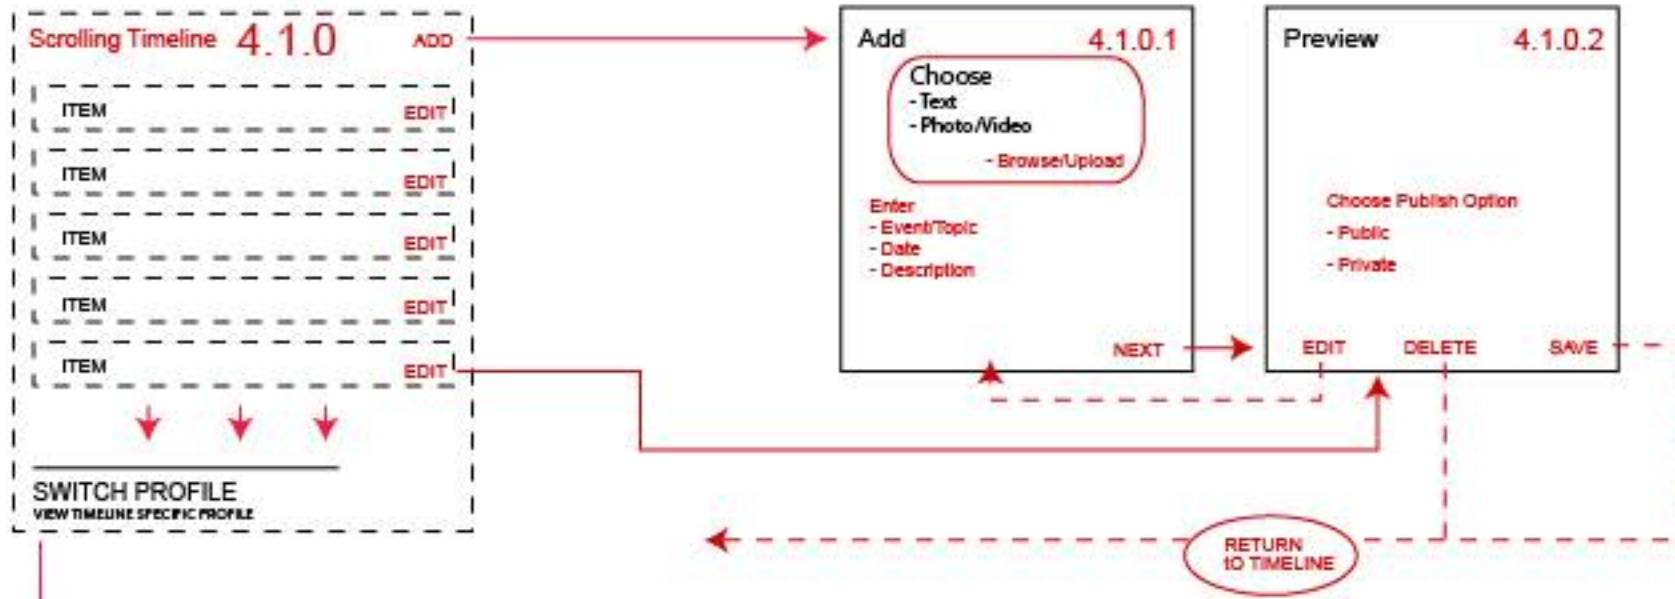 Scrolling Timeline 4.1.0 ADD
ITEM EDIT
ITEM EDIT
ITEM EDIT
ITEM EDIT
ITEM EDIT
SWITCH PROFILE
VIEW TIMELINE SPECIFIC PROFILE
Add 4.1.0.1
Choose
- Text
- Photo/Video
- Browse/Upload
Enter
- Event/Topic
- Date
- Description
NEXT
Preview 4.1.0.2
Choose Publish Option
- Public
- Private
EDIT DELETE SAVE
RETURN
tO TIMELINE